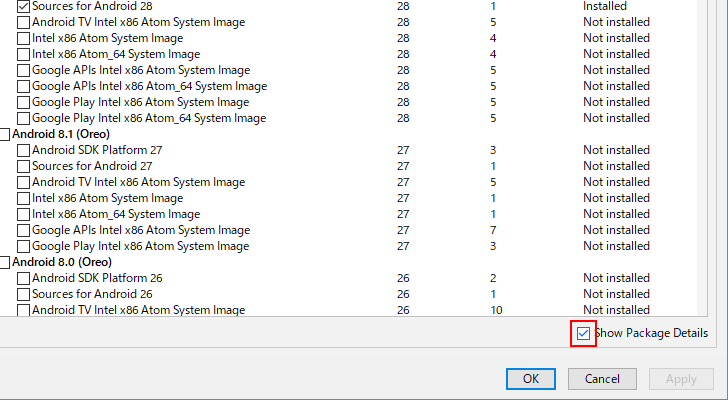 Sources for Android 28 28 1 Installed
Android TV Intel x86 Atom System Image 28 5 Not installed
Intel x86 Atom System Image 28 4 Not installed
Intel x86 Atom_64 System Image 28 4 Not installed
Google APIs Intel x86 Atom System Image 28 5 Not installed
Google APIs Intel x86 Atom_64 System Image 28 5 Not installed
Google Play Intel x86 Atom System Image 28 5 Not installed
Google Play Intel x86 Atom_64 System Image 28 5 Not installed
Android 8.1 (Oreo)
Android SDK Platform 27 27 3 Not installed
Sources for Android 27 27 1 Not installed
Android TV Intel x86 Atom System Image 27 5 Not installed
Intel x86 Atom System Image 27 1 Not installed
Intel x86 Atom_64 System Image 27 1 Not installed
Google APIs Intel x86 Atom System Image 27 7 Not installed
Google Play Intel x86 Atom System Image 27 3 Not installed
Android 8.0 (Oreo)
Android SDK Platform 26 26 2 Not installed
Sources for Android 26 26 1 Not installed
Android TV Intel x86 Atom System Image 26 10 Not installed
Show Package Details
OK Cancel Apply